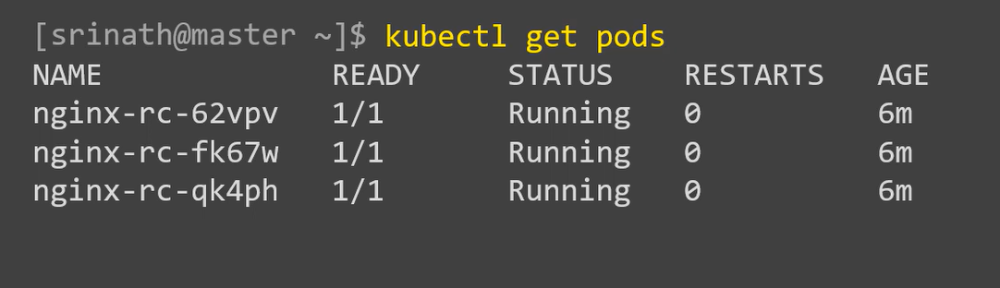 [srinath@master ~]$ kubectl get pods
NAME READY STATUS RESTARTS AGE
nginx-rc-62vpv 1/1 Running 0 6m
nginx-rc-fk67w 1/1 Running 0 6m
nginx-rc-qk4ph 1/1 Running 0 6m